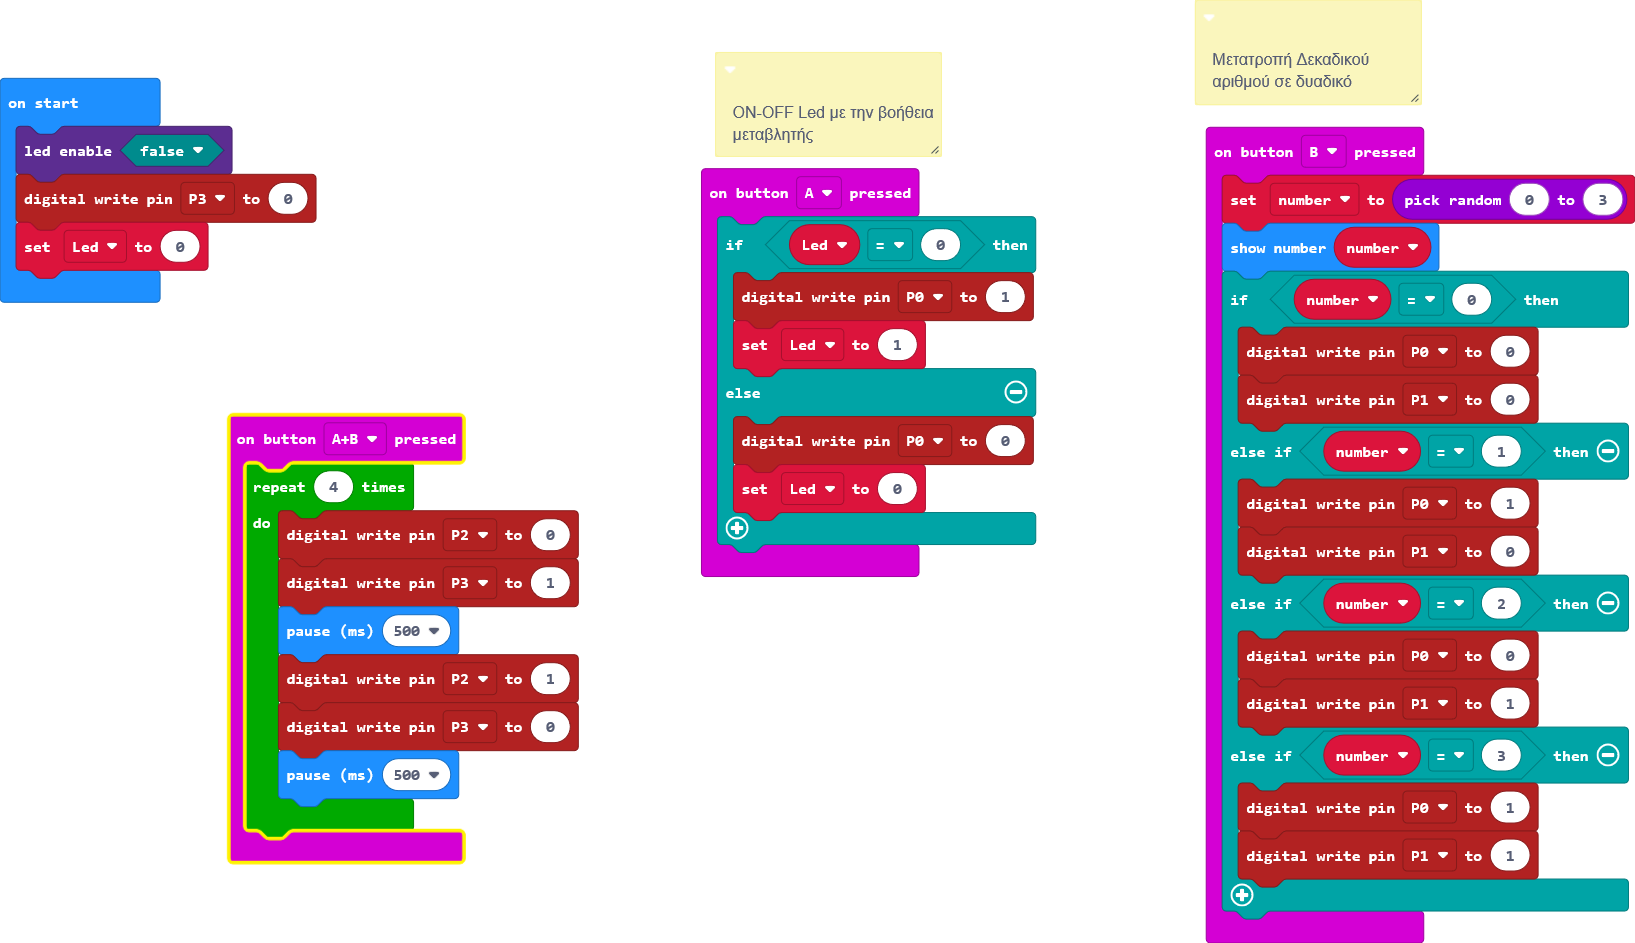 on start
led enable false
digital write pin P3 to 0
set Led to 0
on button A+B pressed
repeat 4 times
do
digital write pin P2 to 0
digital write pin P3 to 1
pause (ms) 500
digital write pin P2 to 1
digital write pin P3 to 0
pause (ms) 500
ON-OFF Led με την βοήθεια
μεταβλητής
on button A pressed
if Led = 0 then
digital write pin P0 to 1
set Led to 1
else
digital write pin P0 to 0
set Led to 0
Μετατροπή Δεκαδικού
αριθμού σε δυαδικό
on button B pressed
set number to pick random 0 to 3
show number number
if number = 0 then
digital write pin P0 to 0
digital write pin P1 to 0
else if number = 1 then
digital write pin P0 to 1
digital write pin P1 to 0
else if number = 2 then
digital write pin P0 to 0
digital write pin P1 to 1
else if number = 3 then
digital write pin P0 to 1
digital write pin P1 to 1